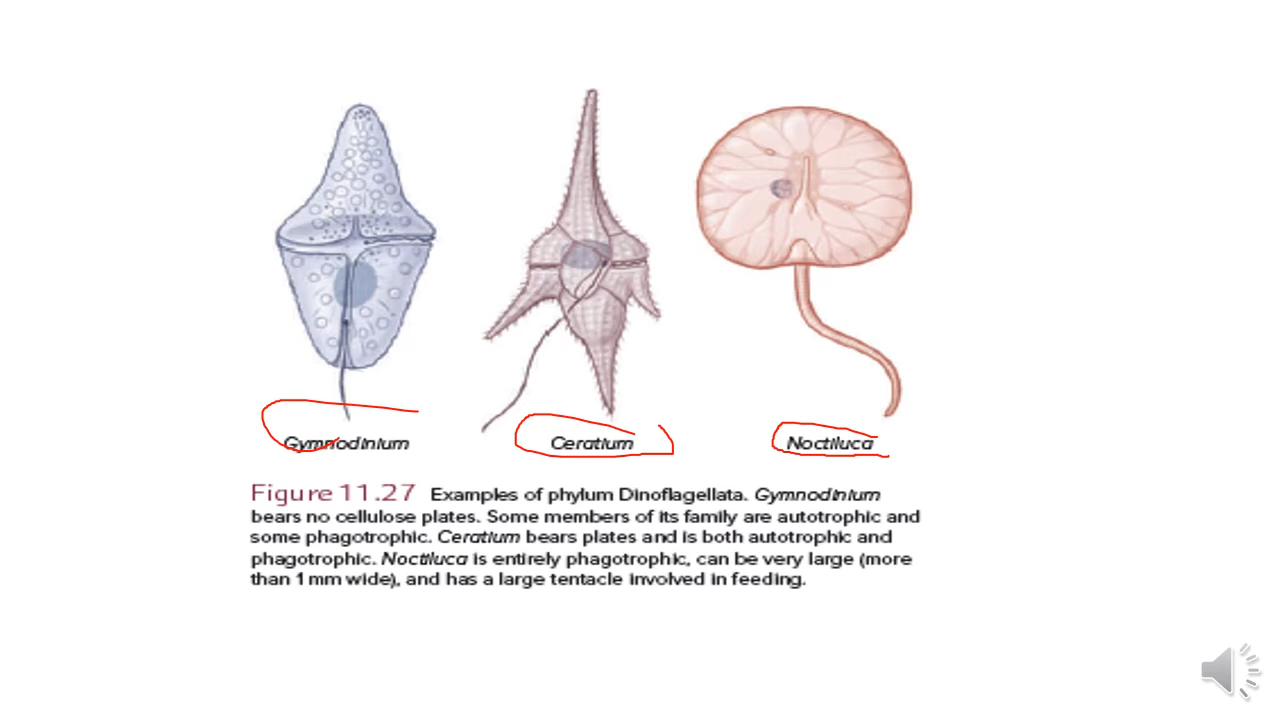 Gymnodinium Ceratium Noctiluca
Figure 11.27 Examples of phylum Dinoflagellata. Gymnodinium
bears no cellulose plates. Some members of its family are autotrophic and
some phagotrophic. Ceratium bears plates and is both autotrophic and
phagotrophic. Noctiluca is entirely phagotrophic, can be very large (more
than 1 mm wide), and has a large tentacle involved in feeding.